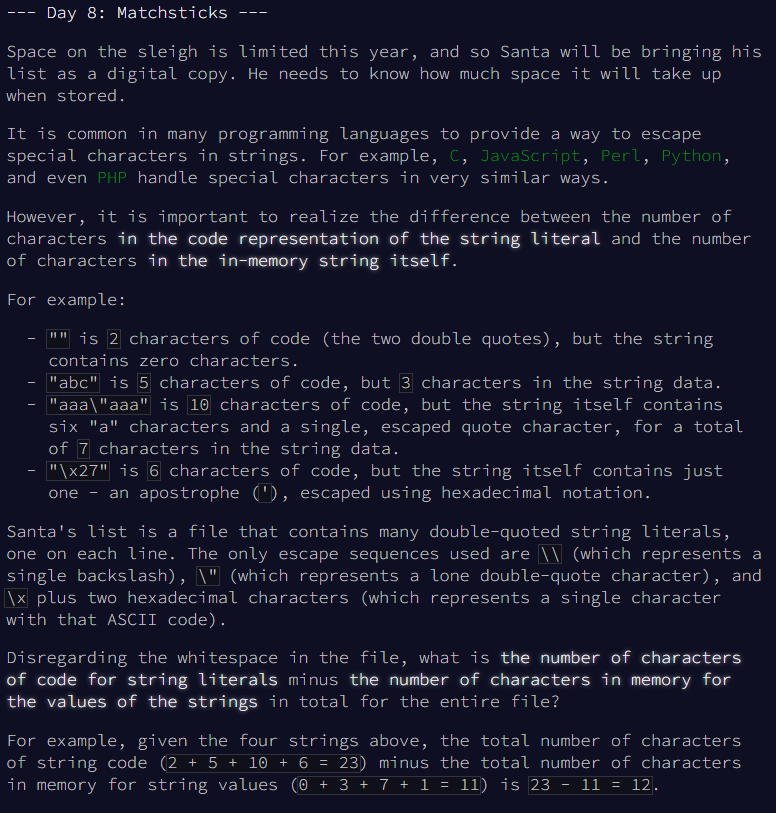 --- Day 8: Matchsticks ---
Space on the sleigh is limited this year, and so Santa will be bringing his
list as a digital copy. He needs to know how much space it will take up
when stored.
It is common in many programming languages to provide a way to escape
special characters in strings. For example, C, JavaScript, Perl, Python,
and even PHP handle special characters in very similar ways.
However, it is important to realize the difference between the number of
characters in the code representation of the string literal and the number
of characters in the in-memory string itself.
For example:
- "" is 2 characters of code (the two double quotes), but the string
contains zero characters.
- "abc" is 5 characters of code, but 3 characters in the string data.
- "aaa\"aaa" is 10 characters of code, but the string itself contains
six "a" characters and a single, escaped quote character, for a total
of 7 characters in the string data.
- "\x27" is 6 characters of code, but the string itself contains just
one - an apostrophe ('), escaped using hexadecimal notation.
Santa's list is a file that contains many double-quoted string literals,
one on each line. The only escape sequences used are \\ (which represents a
single backslash), \" (which represents a lone double-quote character), and
\x plus two hexadecimal characters (which represents a single character
with that ASCII code).
Disregarding the whitespace in the file, what is the number of characters
of code for string literals minus the number of characters in memory for
the values of the strings in total for the entire file?
For example, given the four strings above, the total number of characters
of string code (2 + 5 + 10 + 6 = 23) minus the total number of characters
in memory for string values (0 + 3 + 7 + 1 = 11) is 23 - 11 = 12.